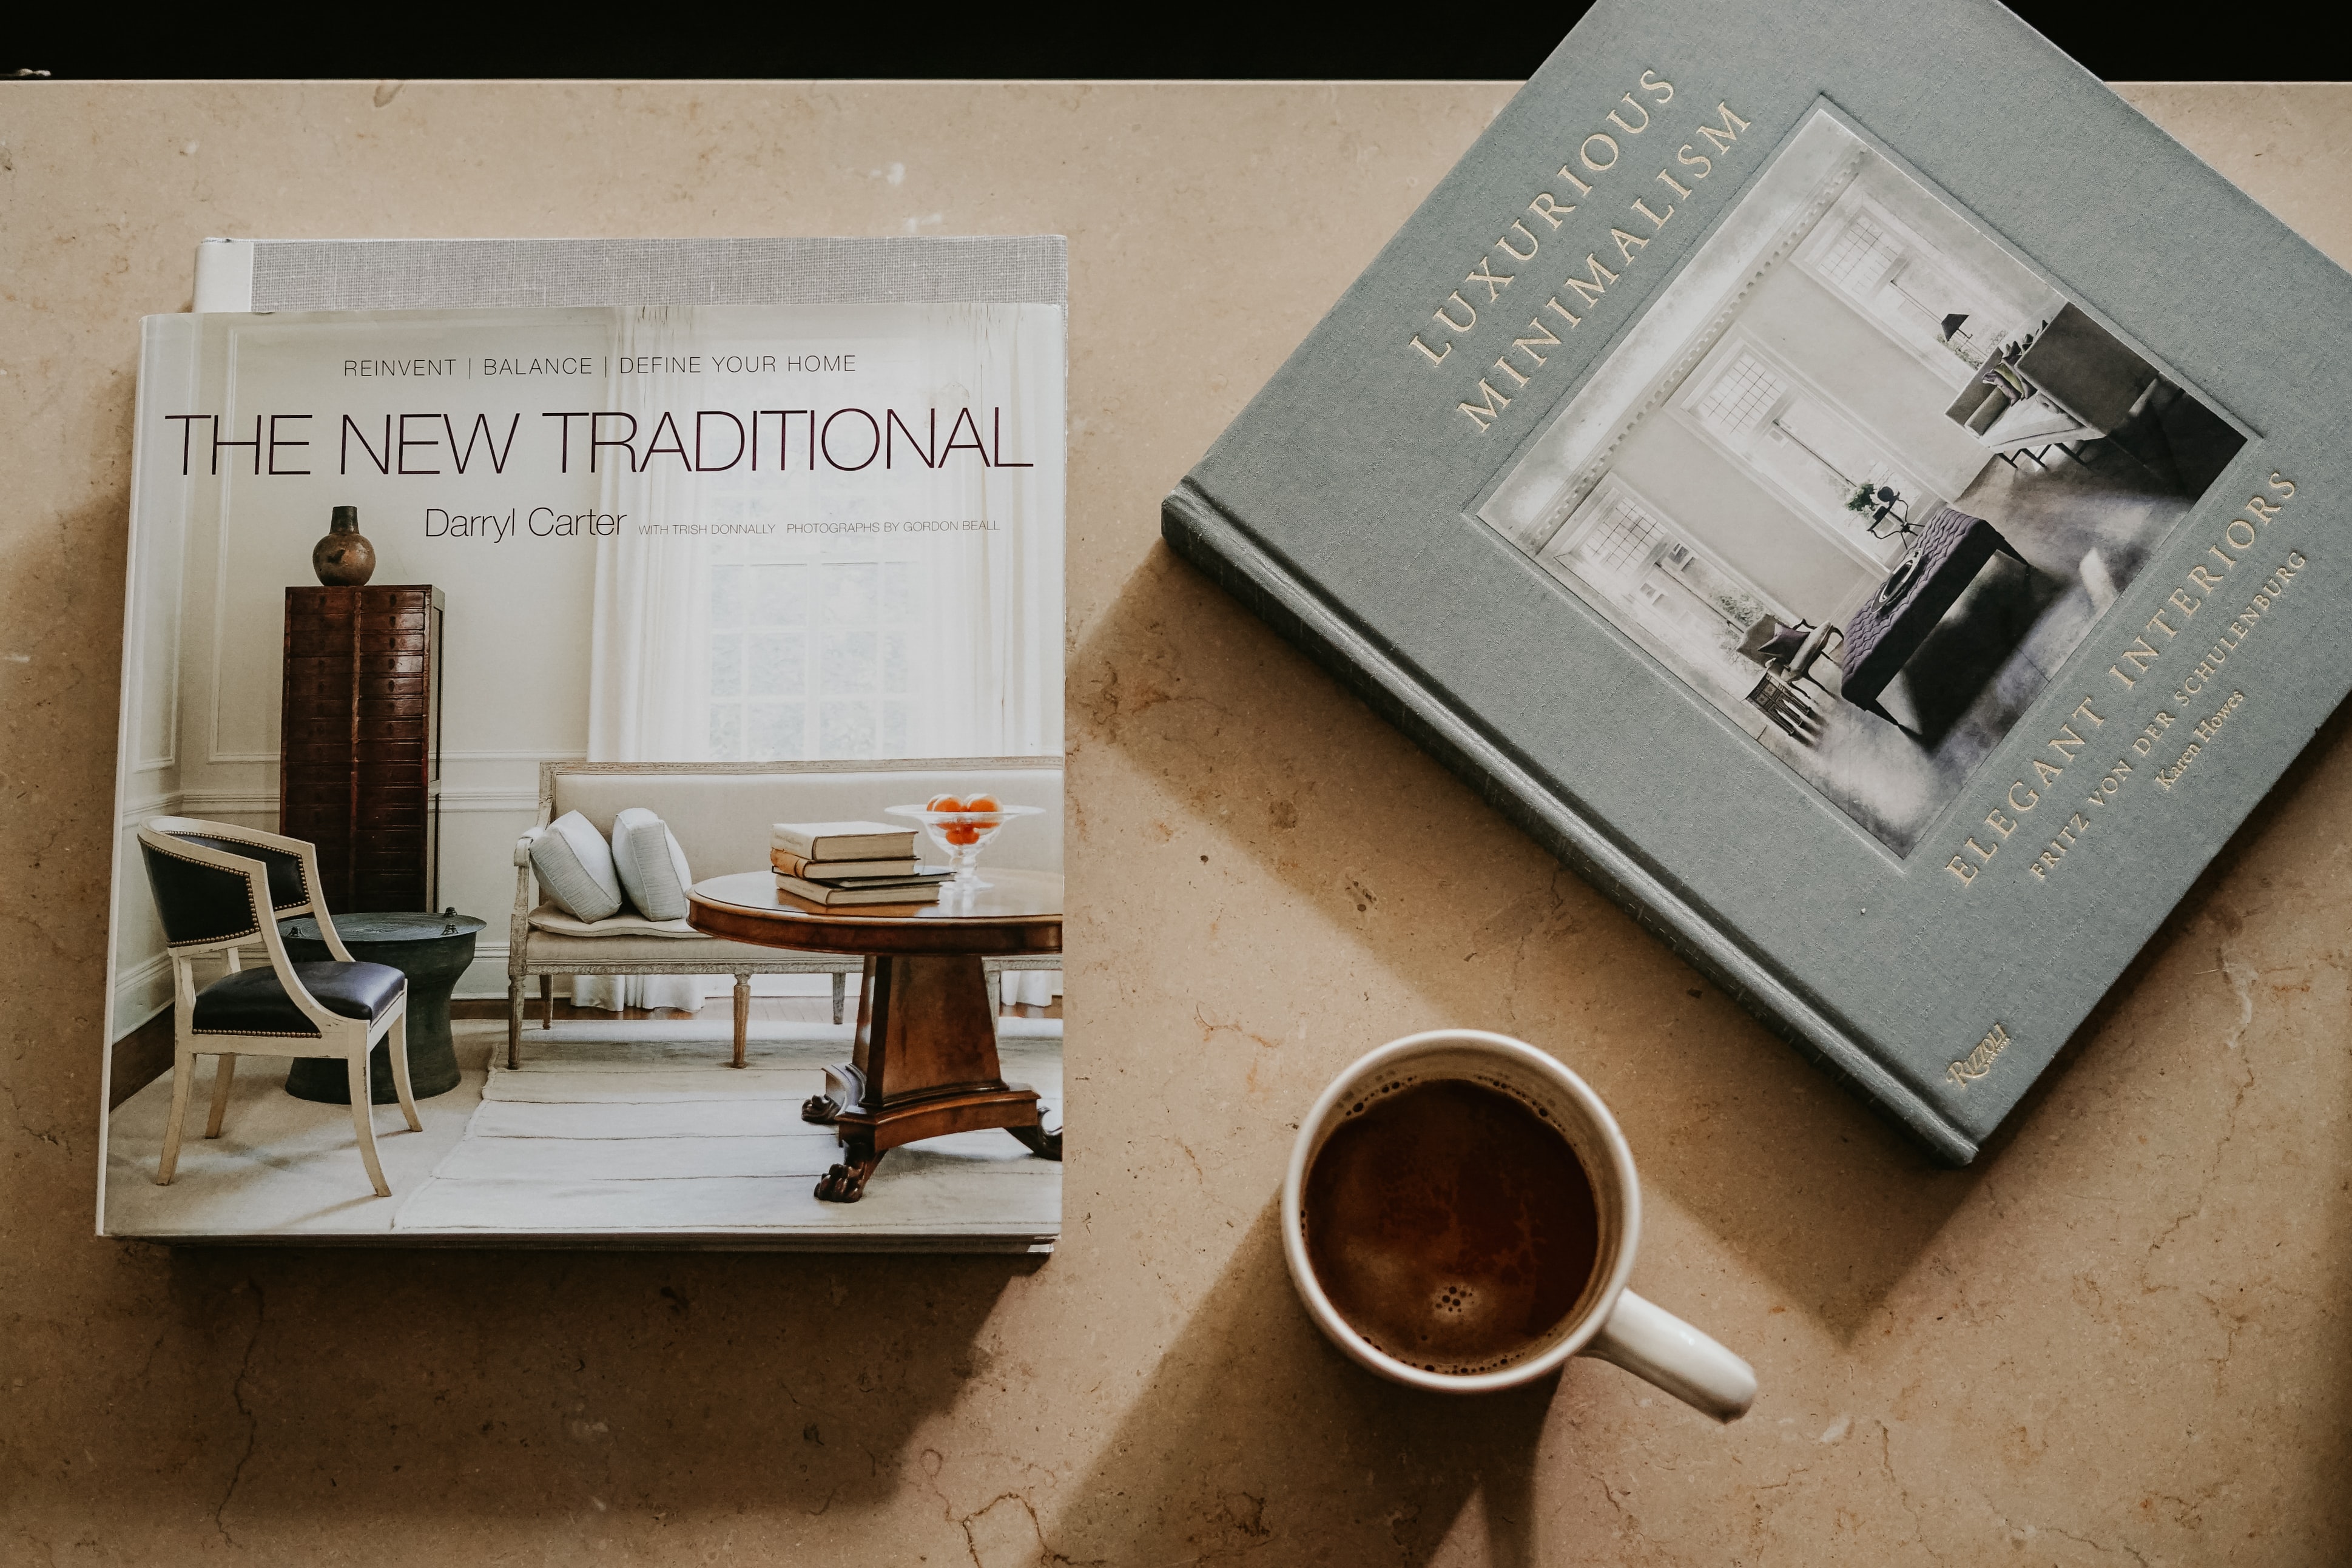 REINVENT | BALANCE | DEFINE YOUR HOME
THE NEW TRADITIONAL
Darryl Carter WITH TRISH DONNALLY PHOTOGRAPHS BY GORDON BEALL
LUXURIOUS
MINIMALISM
ELEGANT INTERIORS
FRITZ VON DER SCHULENBURG
Karen Howes
RIZZOLI